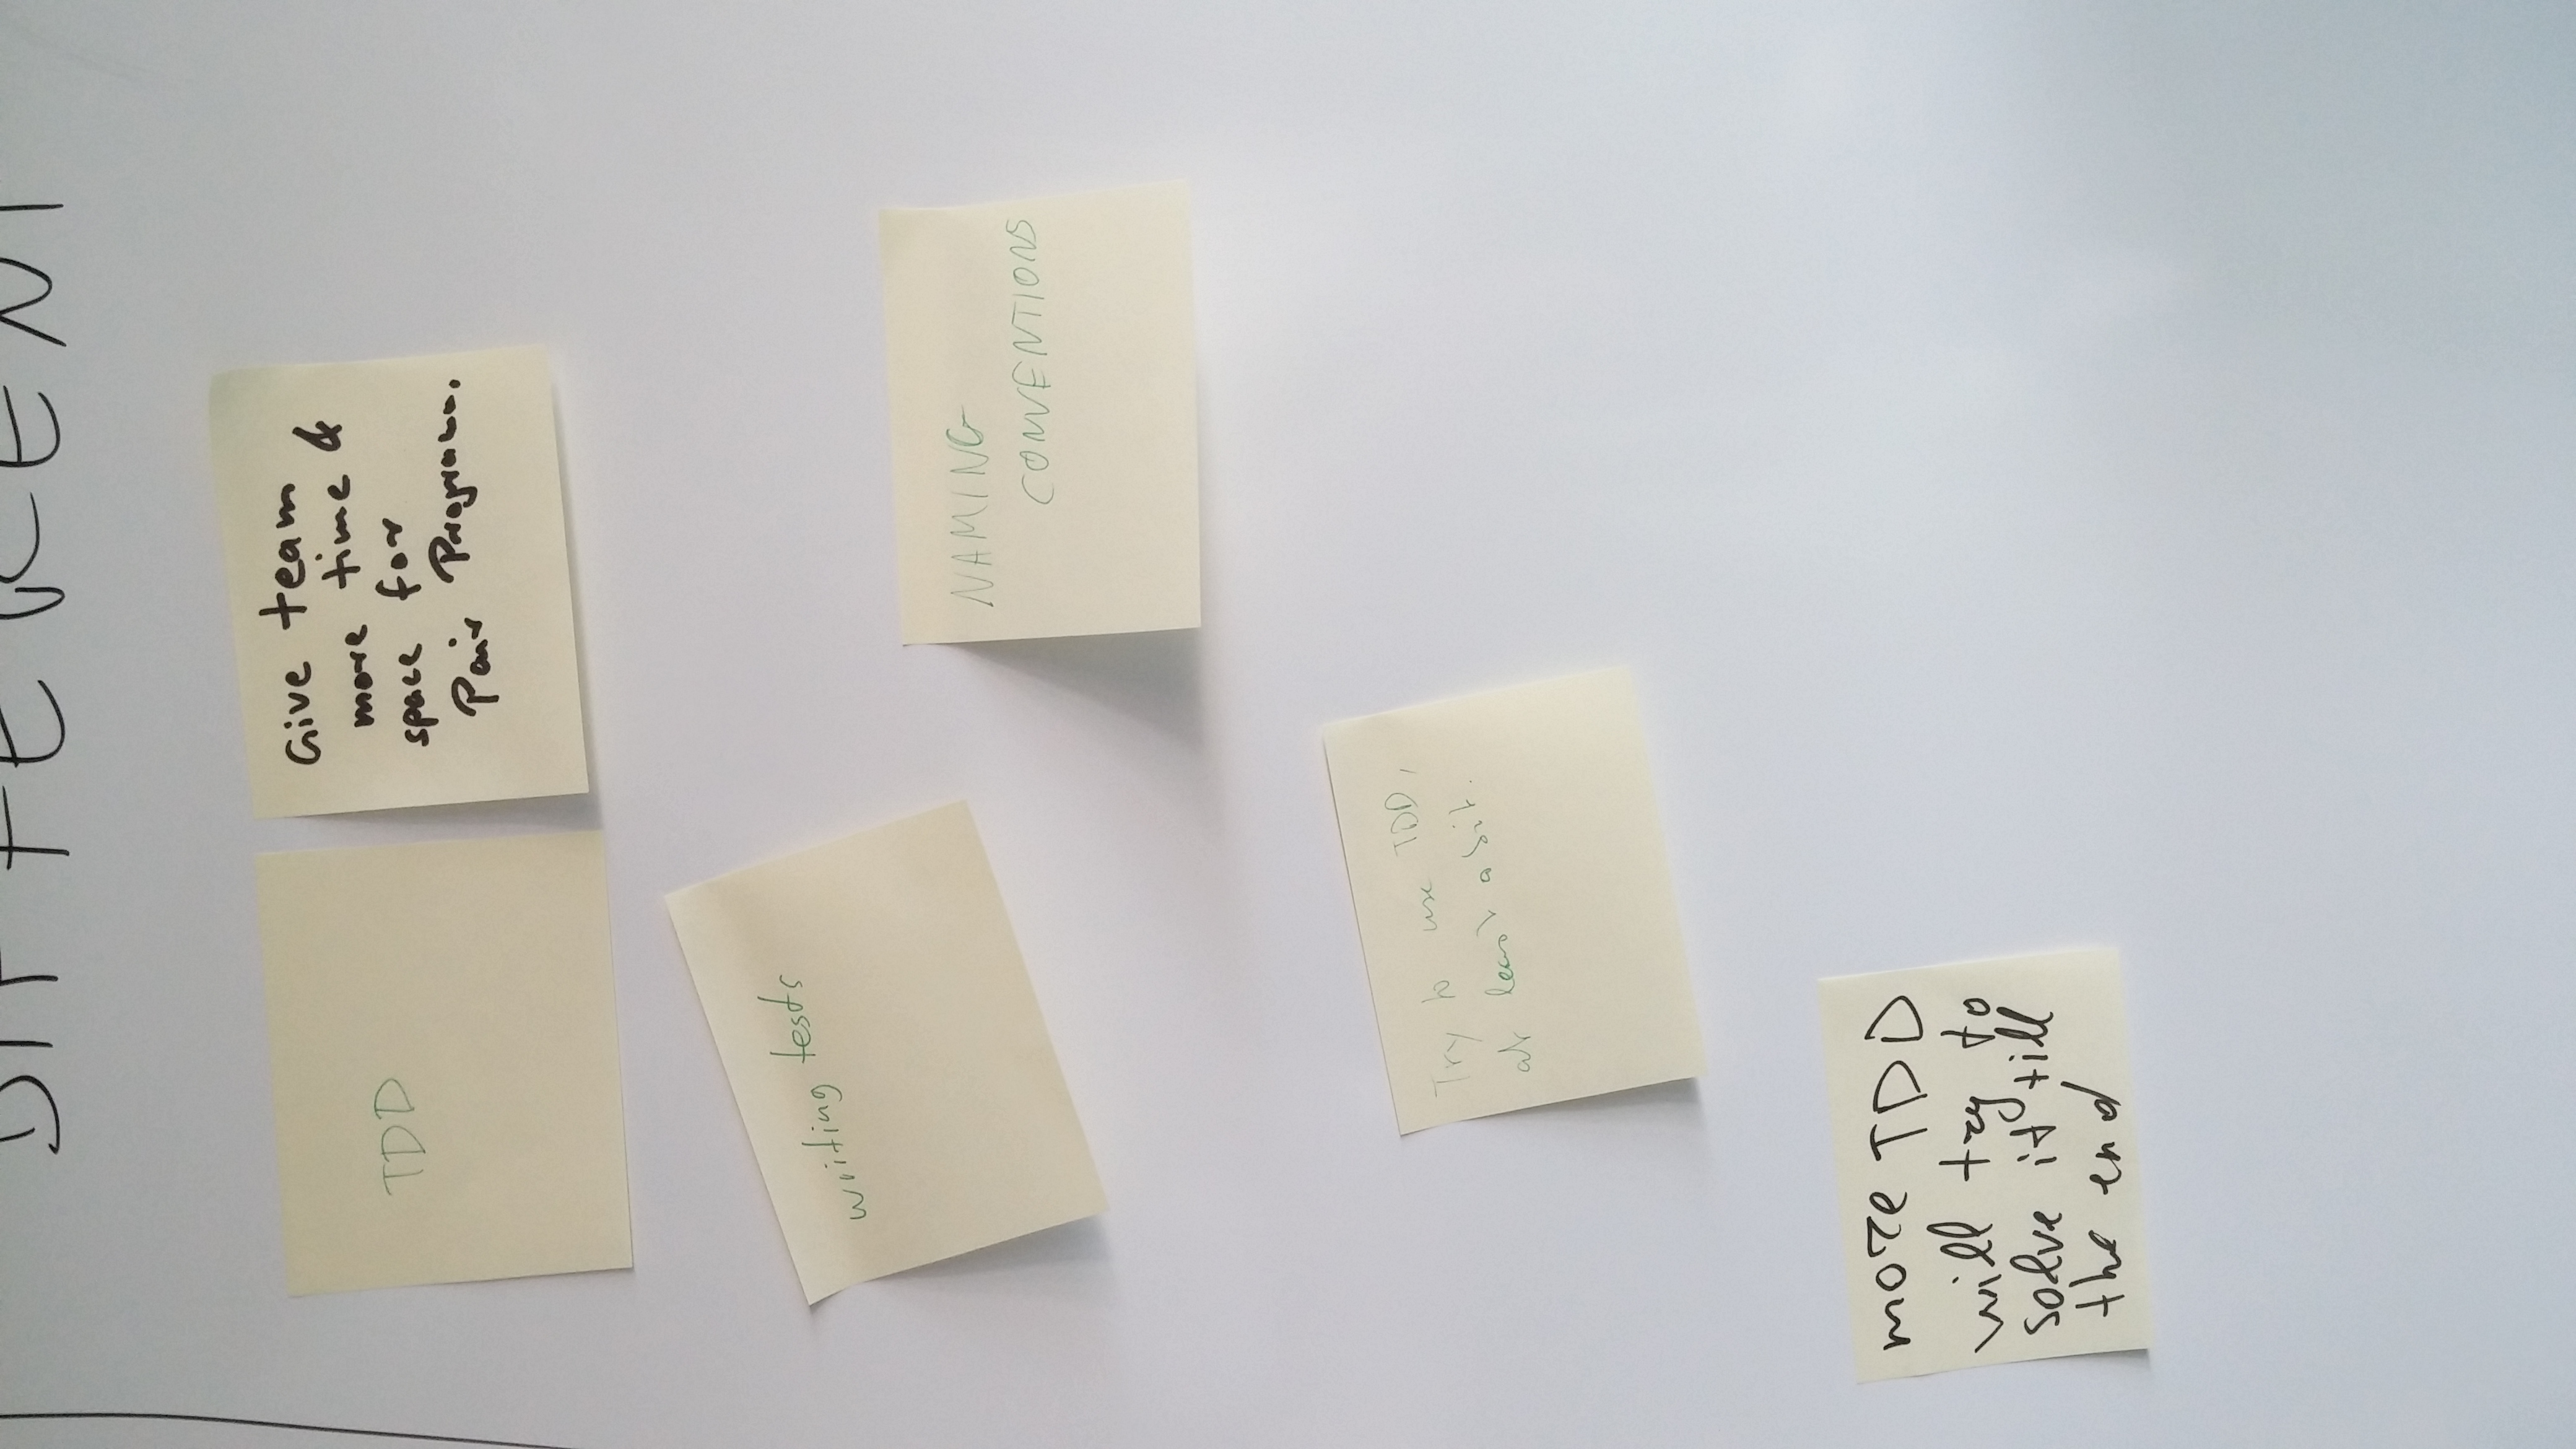 DIFFERENT
TDD
Give team
more time &
space for
Pair Programm.
writing tests
NAMING
CONVENTIONS
Try to use TDD,
at least a bit.
more TDD
will try to
solve it till
the end